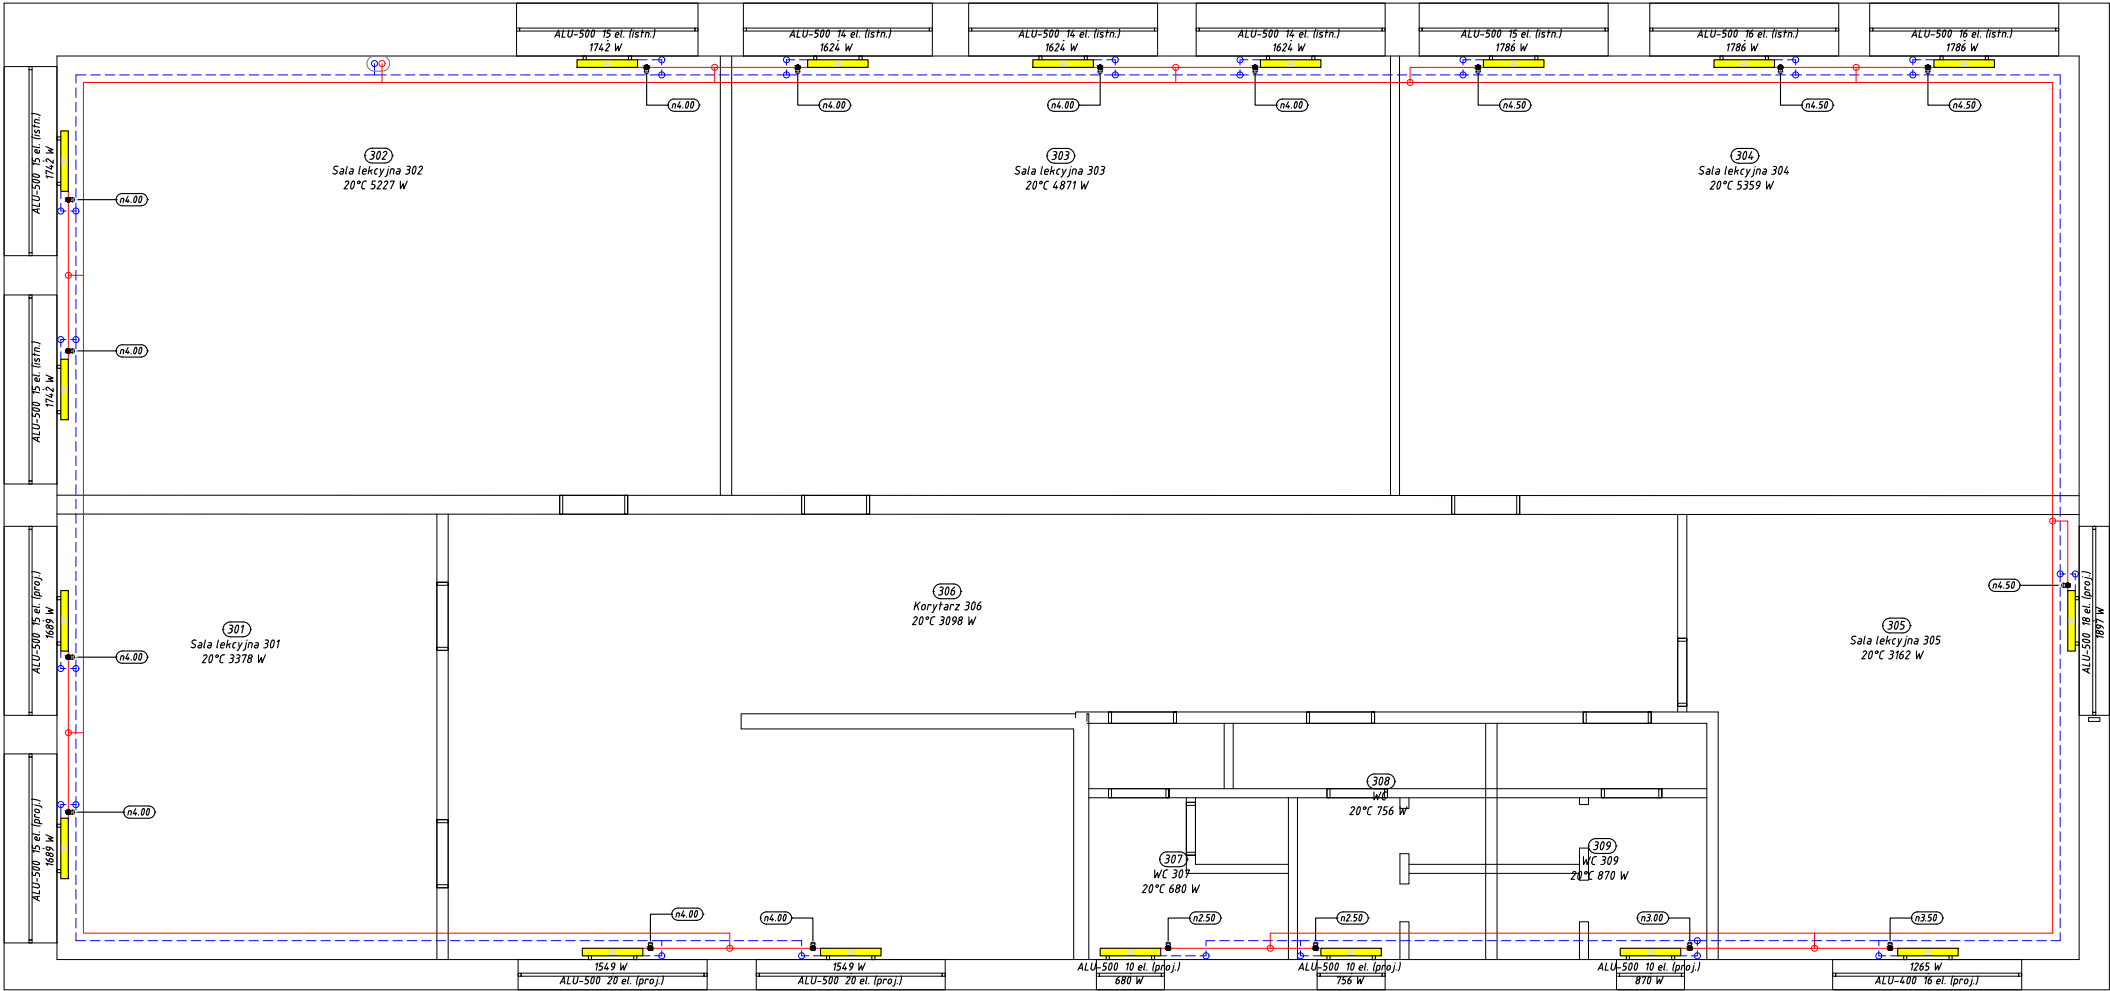 ALU-500 15 el. (istn.)
1742 W
ALU-500 14 el. (istn.)
1624 W
ALU-500 14 el. (istn.)
1624 W
ALU-500 14 el. (istn.)
1624 W
ALU-500 15 el. (istn.)
1786 W
ALU-500 16 el. (istn.)
1786 W
ALU-500 16 el. (istn.)
1786 W
n4.00
n4.00
n4.00
n4.00
n4.50
n4.50
n4.50
ALU-500 15 el. (istn.)
1742 W
n4.00
302
Sala lekcyjna 302
20°C 5227 W
303
Sala lekcyjna 303
20°C 4871 W
304
Sala lekcyjna 304
20°C 5359 W
ALU-500 15 el. (istn.)
1742 W
n4.00
ALU-500 15 el. (proj.)
1689 W
n4.00
301
Sala lekcyjna 301
20°C 3378 W
306
Korytarz 306
20°C 3098 W
305
Sala lekcyjna 305
20°C 3162 W
n4.50
ALU-500 18 el. (proj.)
1897 W
ALU-500 15 el. (proj.)
1689 W
n4.00
308
WC
20°C 756 W
307
WC 307
20°C 680 W
309
WC 309
20°C 870 W
n4.00
n4.00
n2.50
n2.50
n3.00
n3.50
1549 W
ALU-500 20 el. (proj.)
1549 W
ALU-500 20 el. (proj.)
ALU-500 10 el. (proj.)
680 W
ALU-500 10 el. (proj.)
756 W
ALU-500 10 el. (proj.)
870 W
1265 W
ALU-400 16 el. (proj.)